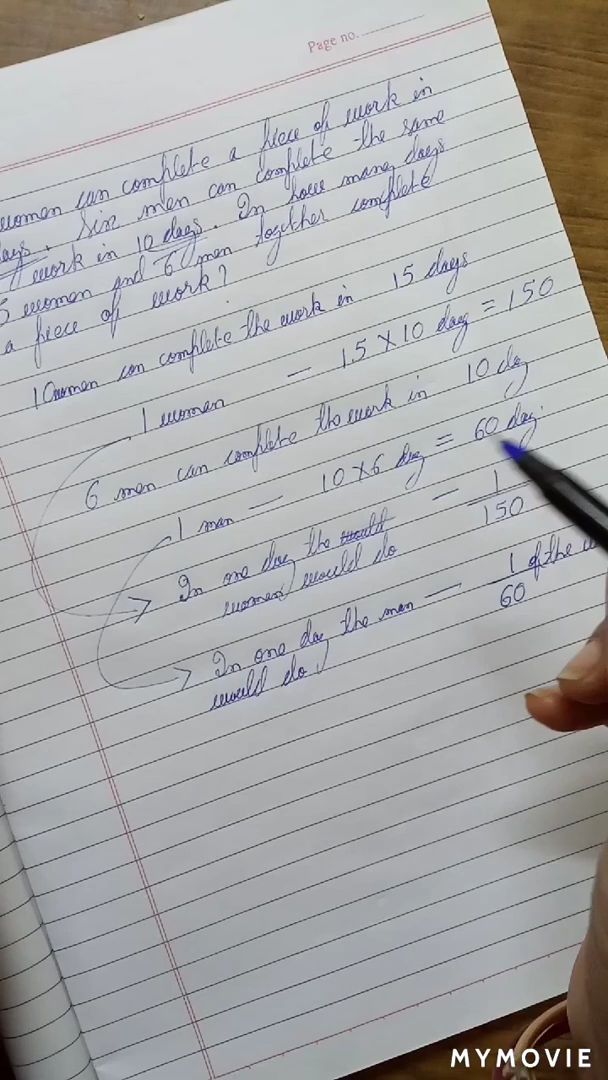 Page no.
women can complete a piece of work in
days. Six men can complete the same
work in 10 days. In how many days
5 women and 6 men together complete
a piece of work?
10 women can complete the work in 15 days
1 women — 15 × 10 day = 150
6 men can complete the work in 10 day
1 man — 10 × 6 day = 60 day.
In one day the would
women would do — 1/150
In one day the man — 1/60 of the
would do
MYMOVIE